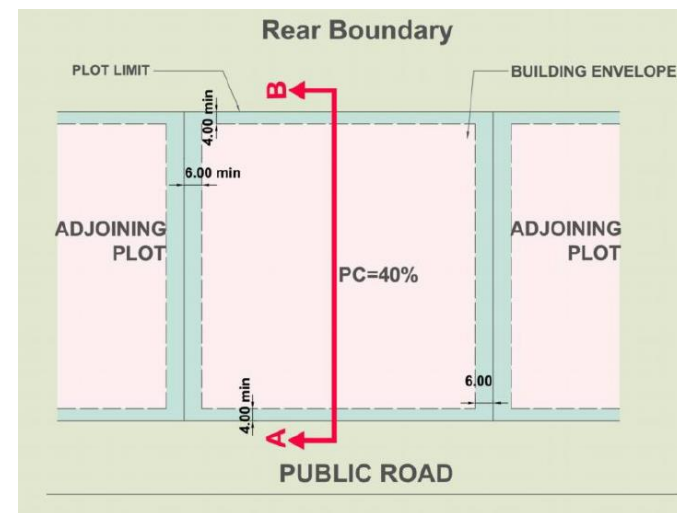 Rear Boundary
PLOT LIMIT
BUILDING ENVELOPE
B
4.00 min
6.00 min
ADJOINING
PLOT
ADJOINING
PLOT
PC=40%
6.00
4.00 min
A
PUBLIC ROAD